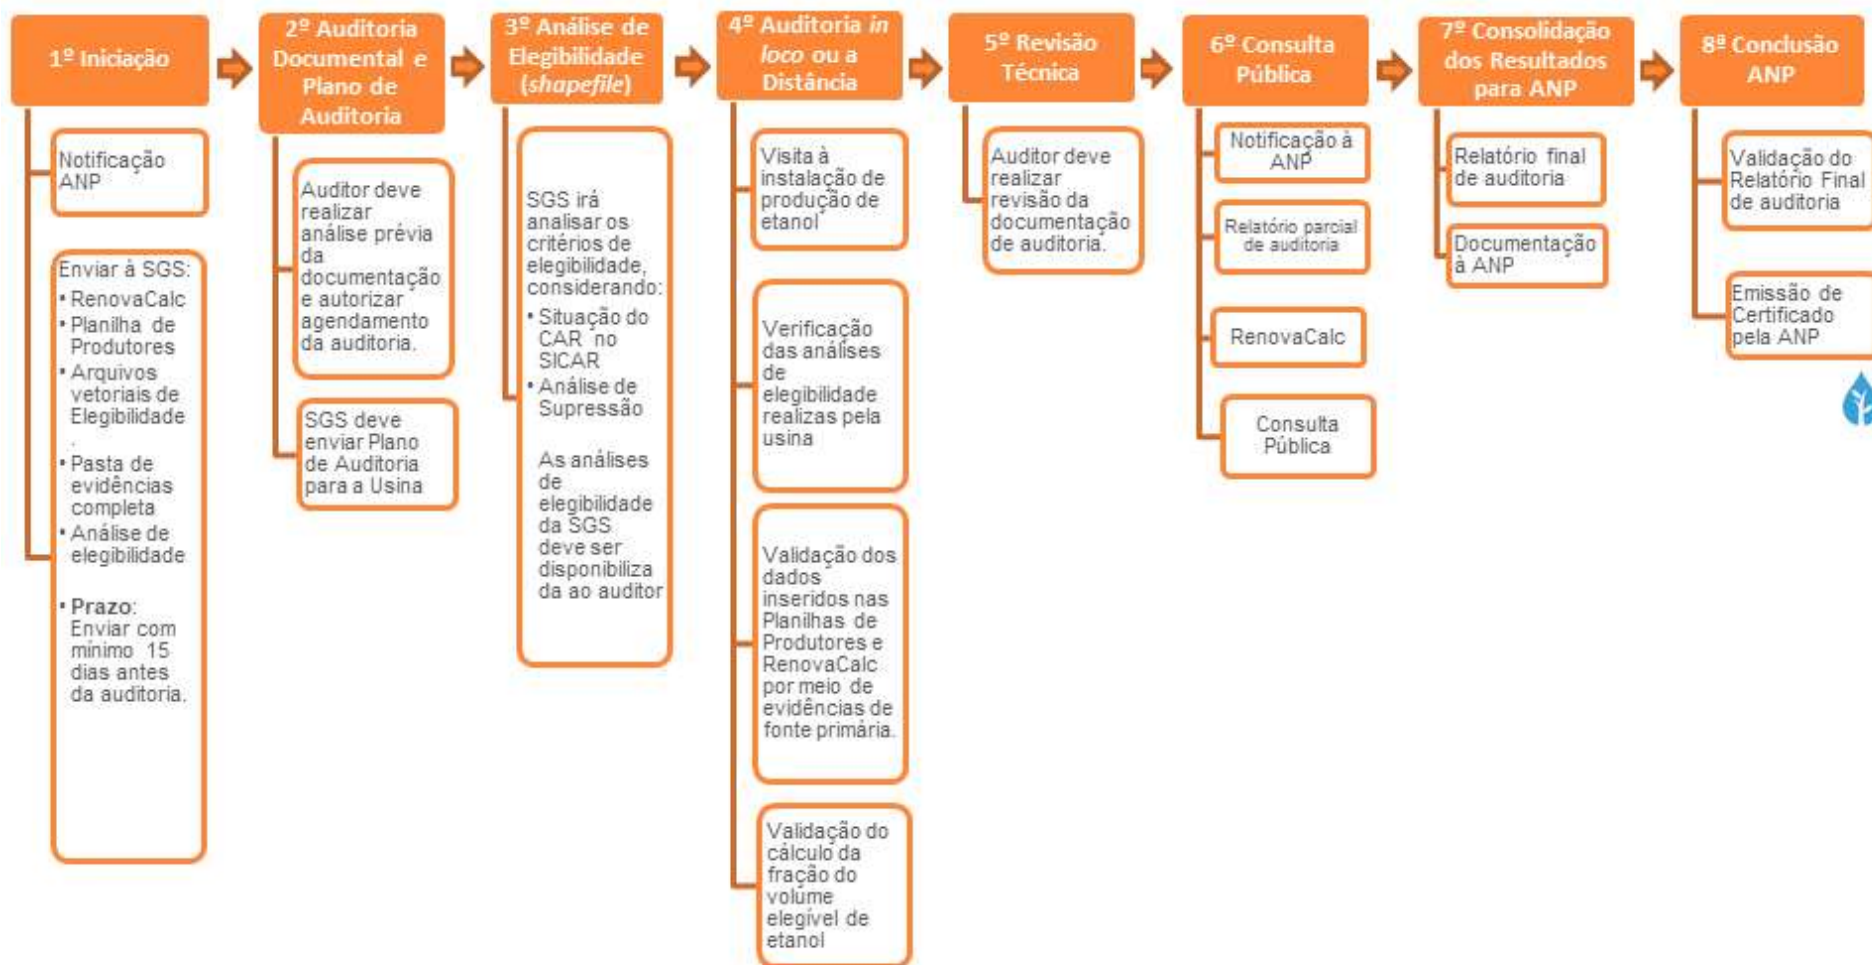 1º Iniciação
Notificação
ANP
Enviar à SGS:
• RenovaCalc
• Planilha de
Produtores
• Arquivos
vetoriais de
Elegibilidade
.
• Pasta de
evidências
completa
• Análise de
elegibilidade
• Prazo:
Enviar com
mínimo 15
dias antes
da auditoria.
2º Auditoria
Documental e
Plano de
Auditoria
Auditor deve
realizar
análise prévia
da
documentação
e autorizar
agendamento
da auditoria.
SGS deve
enviar Plano
de Auditoria
para a Usina
3º Análise de
Elegibilidade
(shapefile)
SGS irá
analisar os
critérios de
elegibilidade,
considerando:
• Situação do
CAR no
SICAR
• Análise de
Supressão
As análises
de
elegibilidade
da SGS
deve ser
disponibiliza
da ao auditor
4º Auditoria in
loco ou a
Distância
Visita à
instalação de
produção de
etanol
Verificação
das análises
de
elegibilidade
realizas pela
usina
Validação dos
dados
inseridos nas
Planilhas de
Produtores e
RenovaCalc
por meio de
evidências de
fonte primária.
Validação do
cálculo da
fração do
volume
elegível de
etanol
5º Revisão
Técnica
Auditor deve
realizar
revisão da
documentação
de auditoria.
6º Consulta
Pública
Notificação à
ANP
Relatório parcial
de auditoria
RenovaCalc
Consulta
Pública
7º Consolidação
dos Resultados
para ANP
Relatório final
de auditoria
Documentação
à ANP
8ª Conclusão
ANP
Validação do
Relatório Final
de auditoria
Emissão de
Certificado
pela ANP